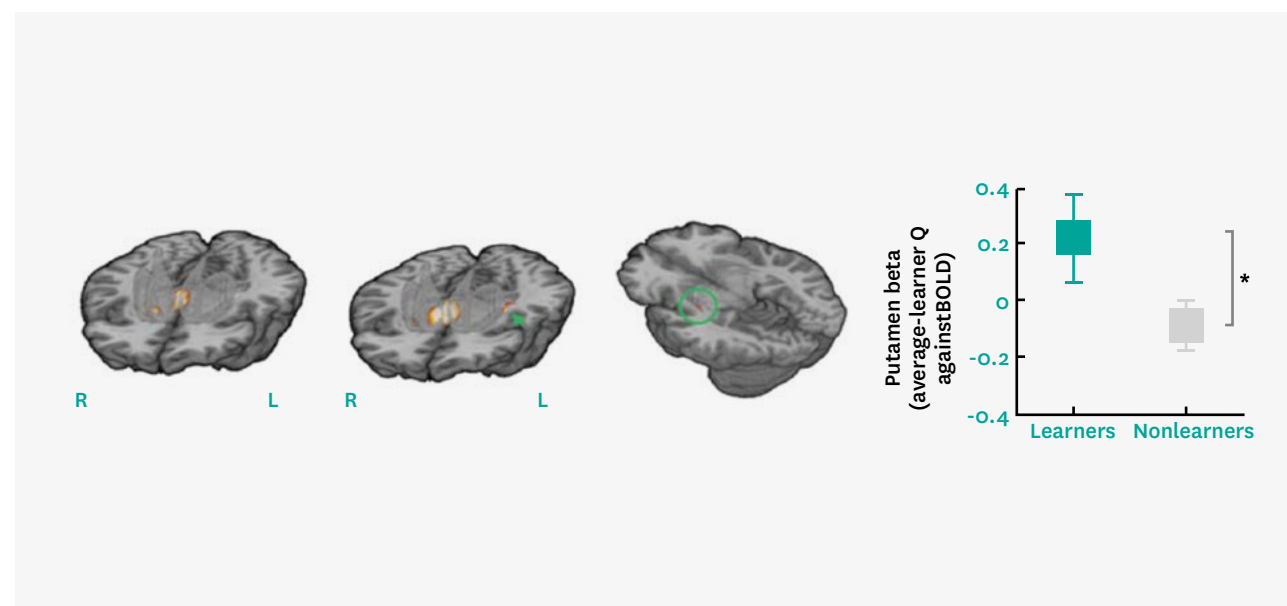 R
L
R
L
Putamen beta
(average-learner Q
againstBOLD)
0.4
0.2
0
-0.2
-0.4
Learners
Nonlearners
*